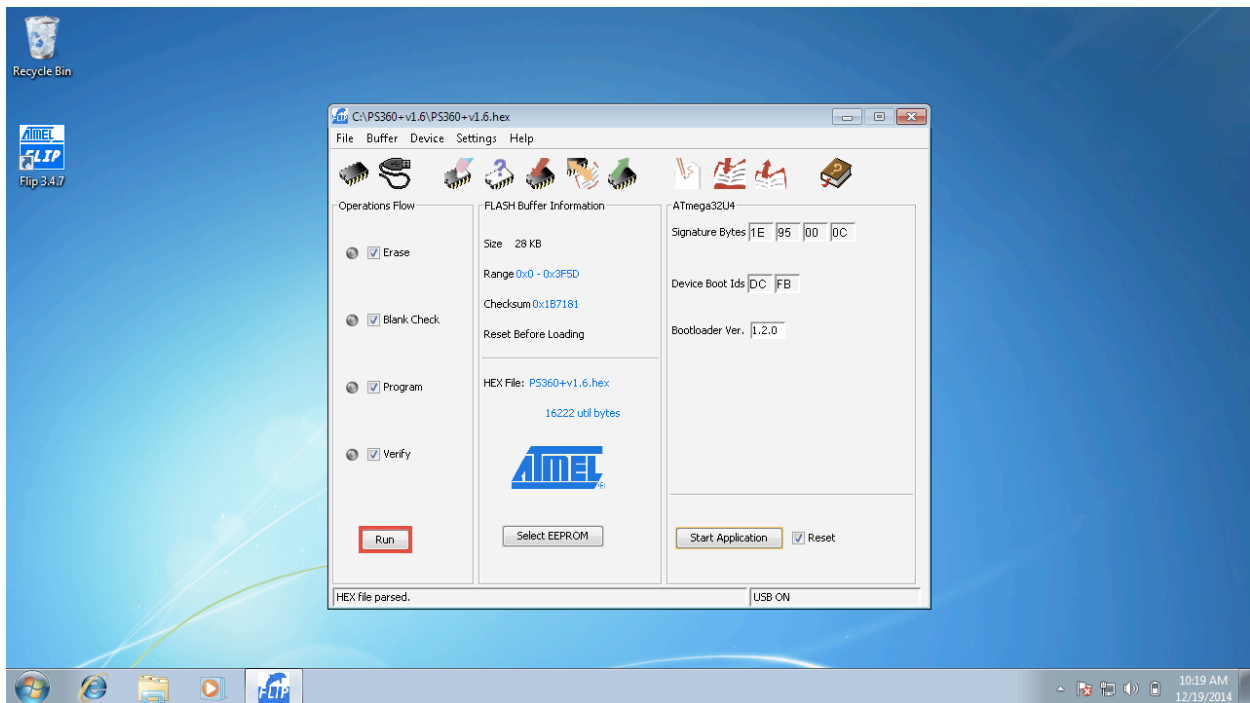 Recycle Bin
ATMEL
FLIP
Flip 3.4.7
C:\PS360+v1.6\PS360+v1.6.hex
File Buffer Device Settings Help
Operations Flow
Erase
Blank Check
Program
Verify
Run
FLASH Buffer Information
Size 28 KB
Range 0x0 - 0x3F5D
Checksum 0x1B7181
Reset Before Loading
HEX File: PS360+v1.6.hex
16222 util bytes
ATMEL
Select EEPROM
ATmega32U4
Signature Bytes 1E 95 00 0C
Device Boot Ids DC FB
Bootloader Ver. 1.2.0
Start Application Reset
HEX file parsed. USB ON
FLIP
10:19 AM
12/19/2014